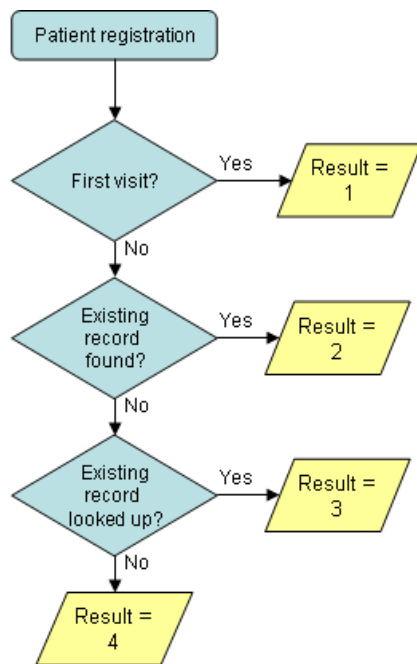 Patient registration
First visit?
Yes
Result =
1
No
Existing
record
found?
Yes
Result =
2
No
Existing
record
looked up?
Yes
Result =
3
No
Result =
4